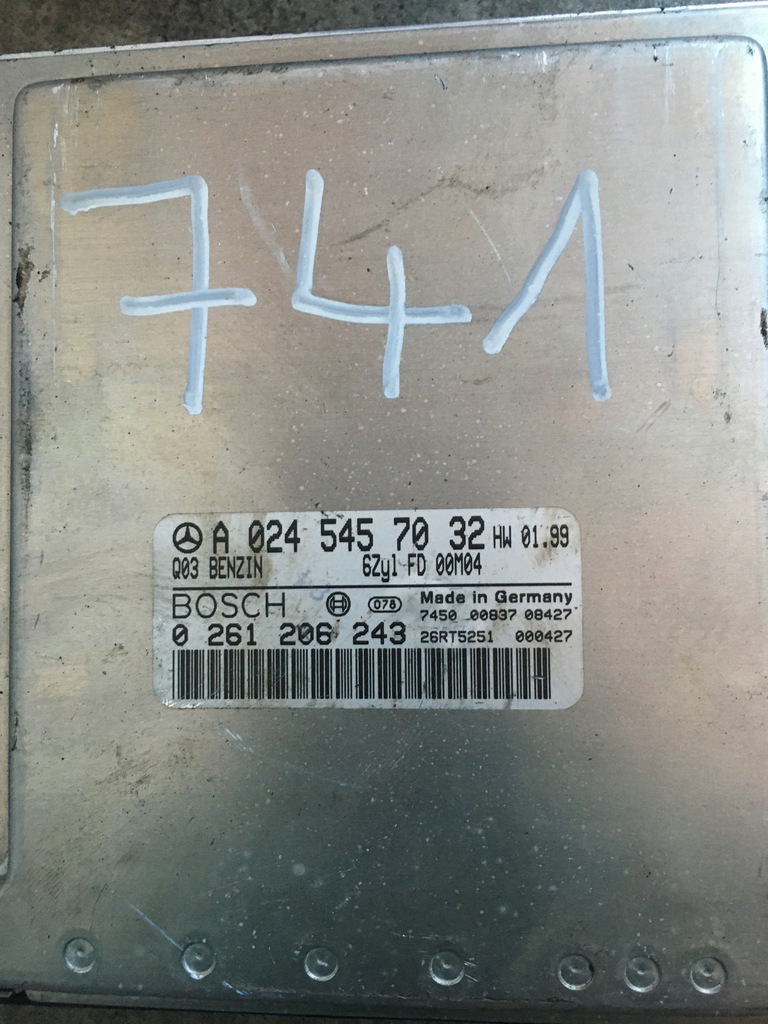 741
A 024 545 70 32 HW 01.99
Q03 BENZIN 6Zyl FD 00M04
BOSCH 078 Made in Germany
7450 00837 08427
0 261 206 243 26RT5251 000427